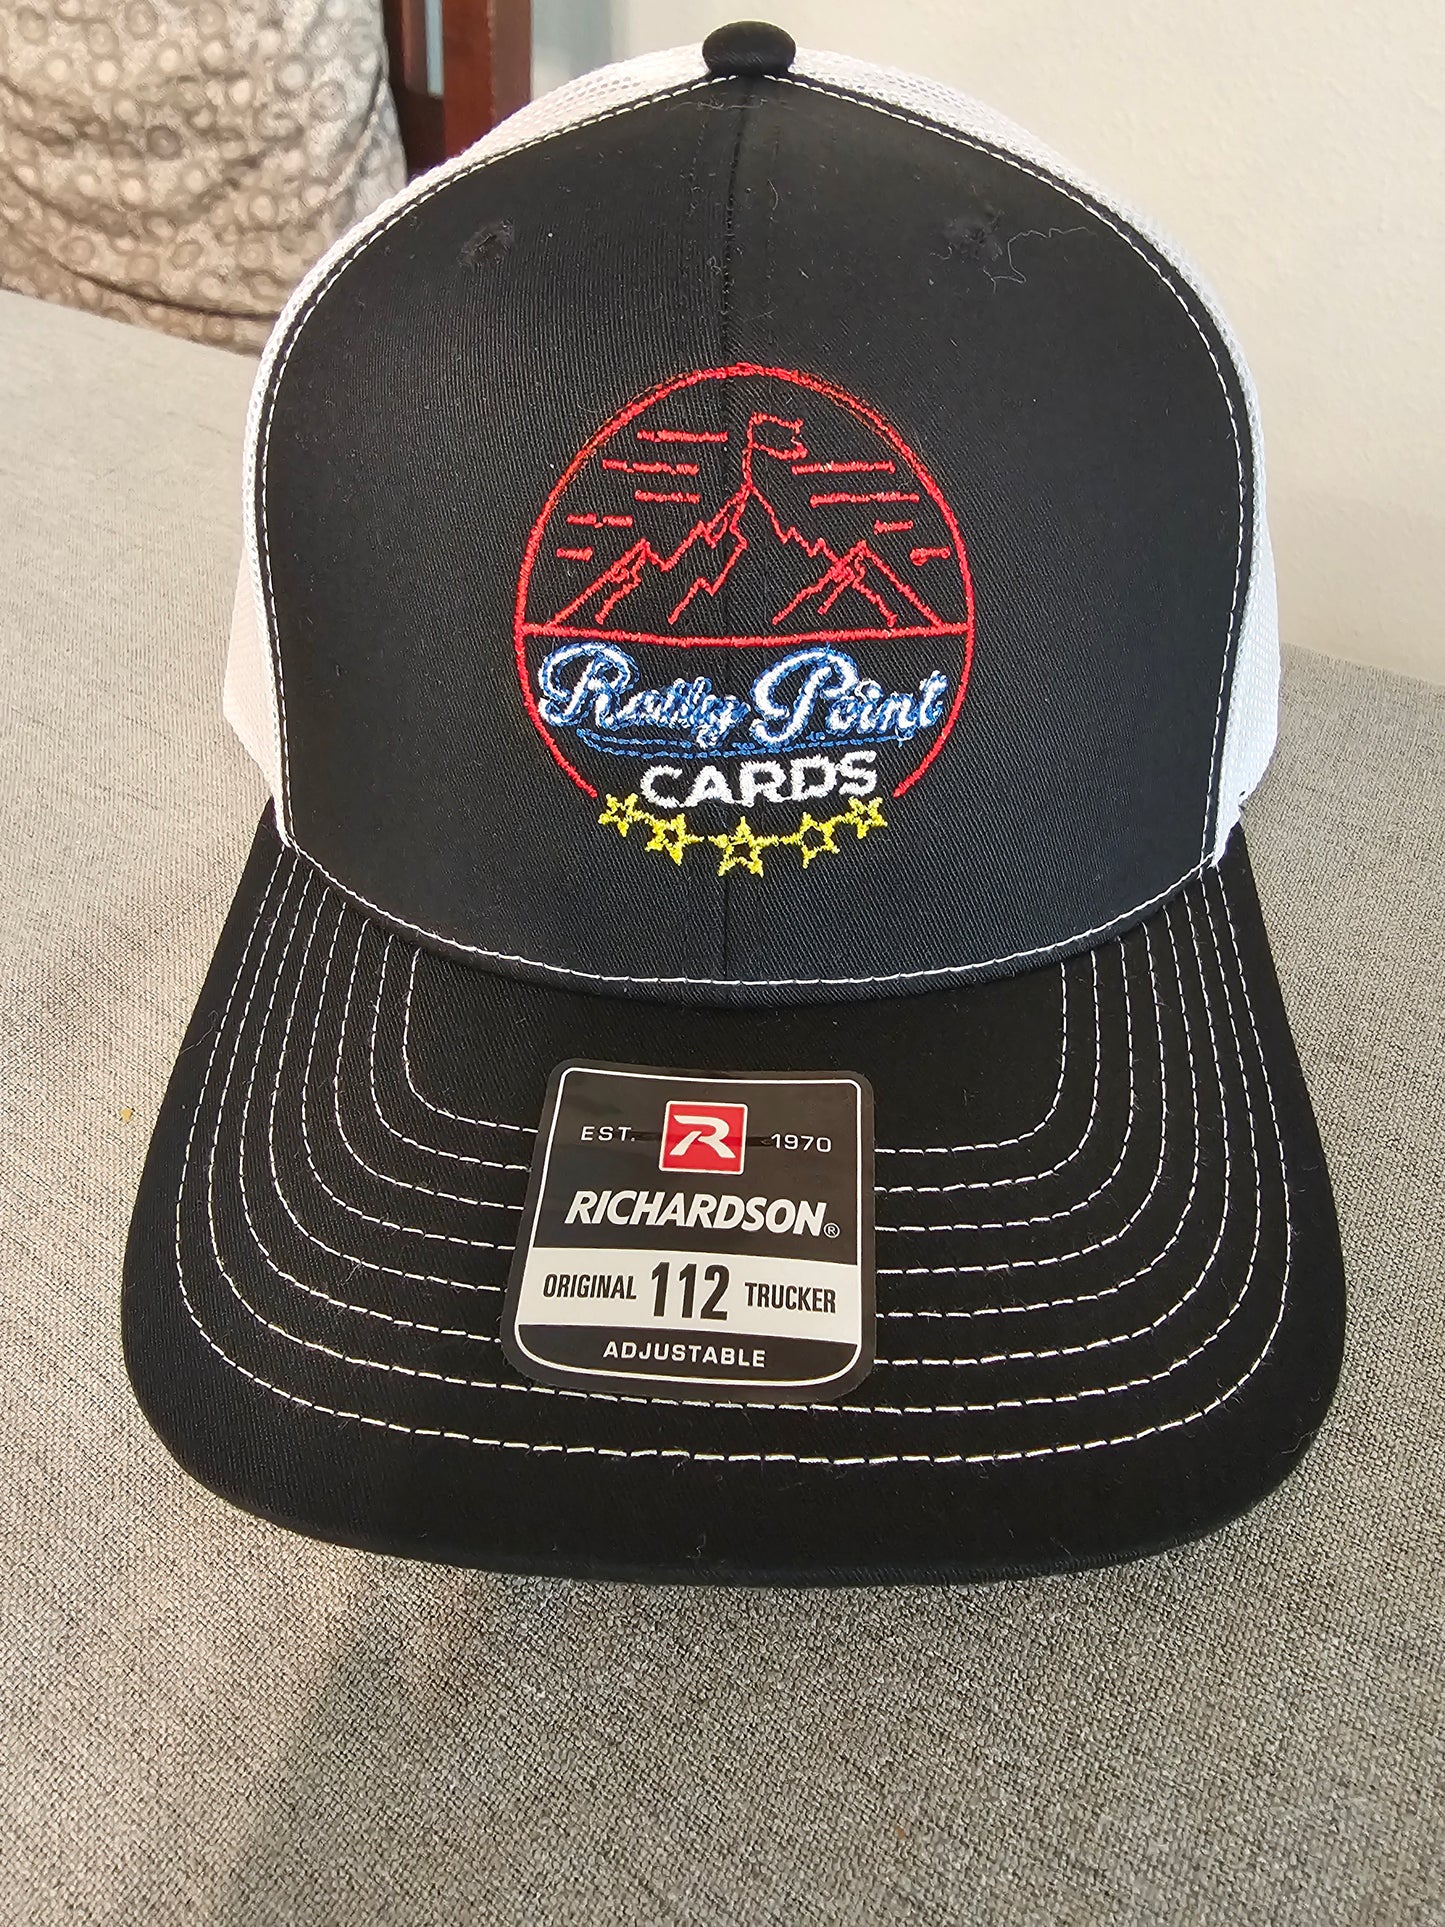 Rally Point
CARDS
EST. R 1970
RICHARDSON®
ORIGINAL 112 TRUCKER
ADJUSTABLE